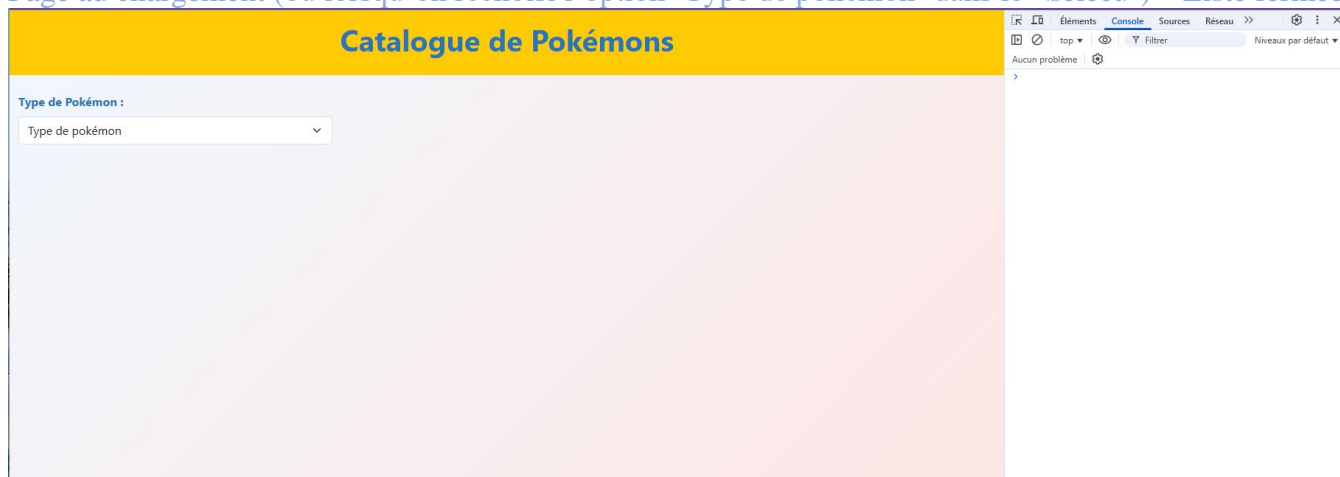 Catalogue de Pokémons
Type de Pokémon :
Type de pokémon
Éléments Console Sources Réseau
top Filtrer Niveaux par défaut
Aucun problème